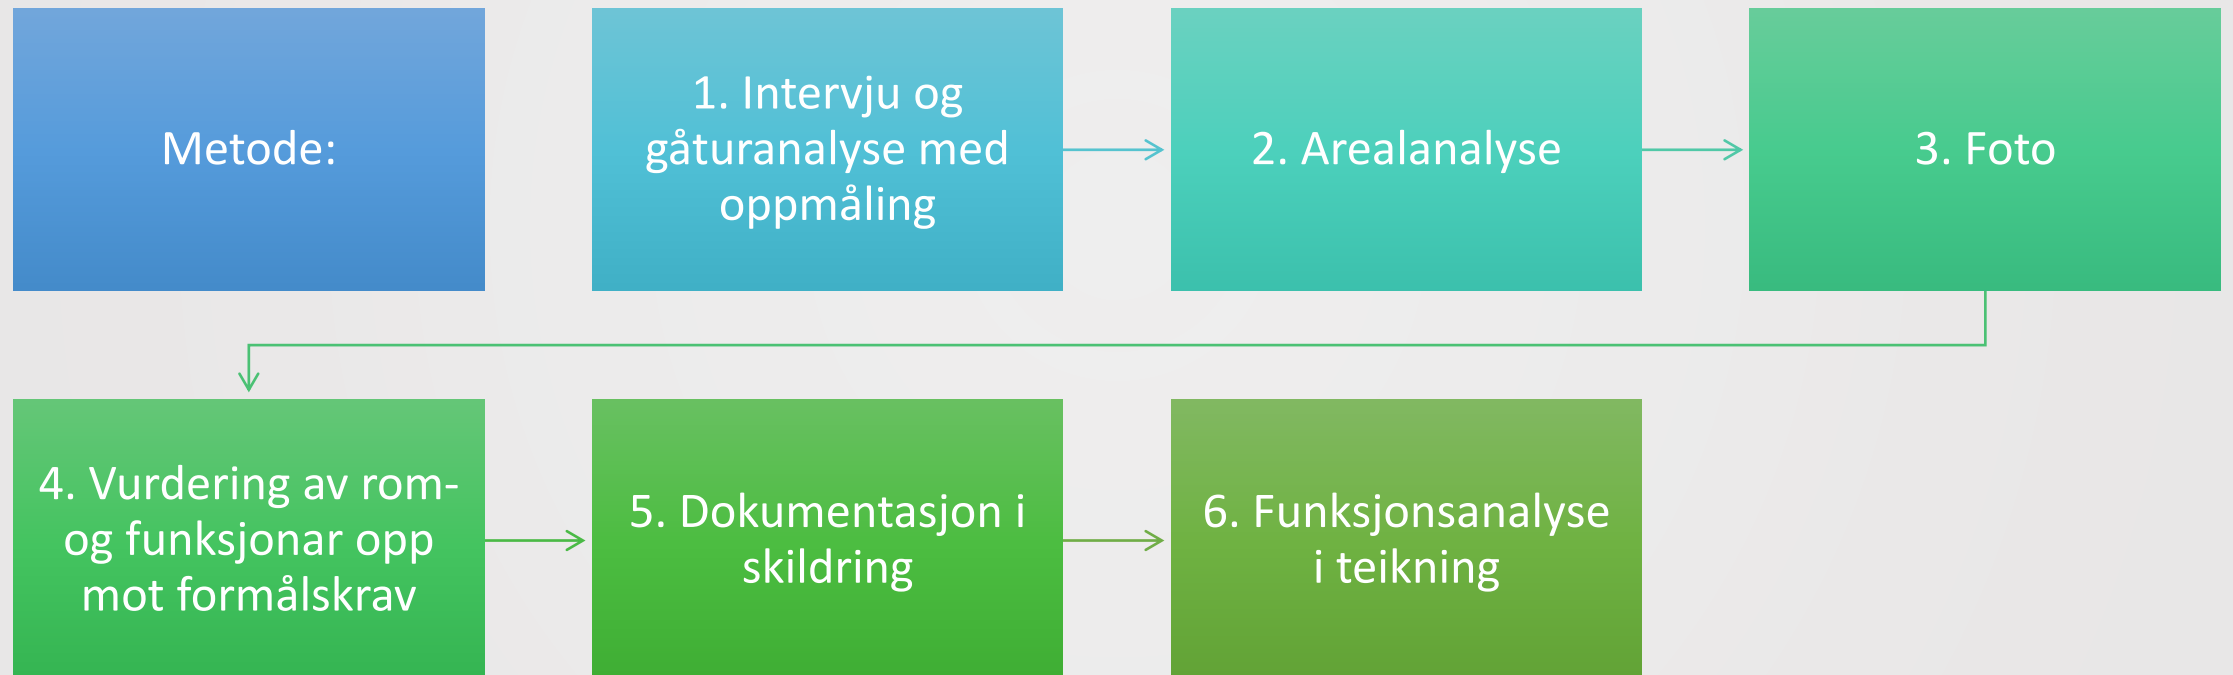 Metode:
1. Intervju og
gåturanalyse med
oppmåling
2. Arealanalyse
3. Foto
4. Vurdering av rom-
og funksjonar opp
mot formålskrav
5. Dokumentasjon i
skildring
6. Funksjonsanalyse
i teikning